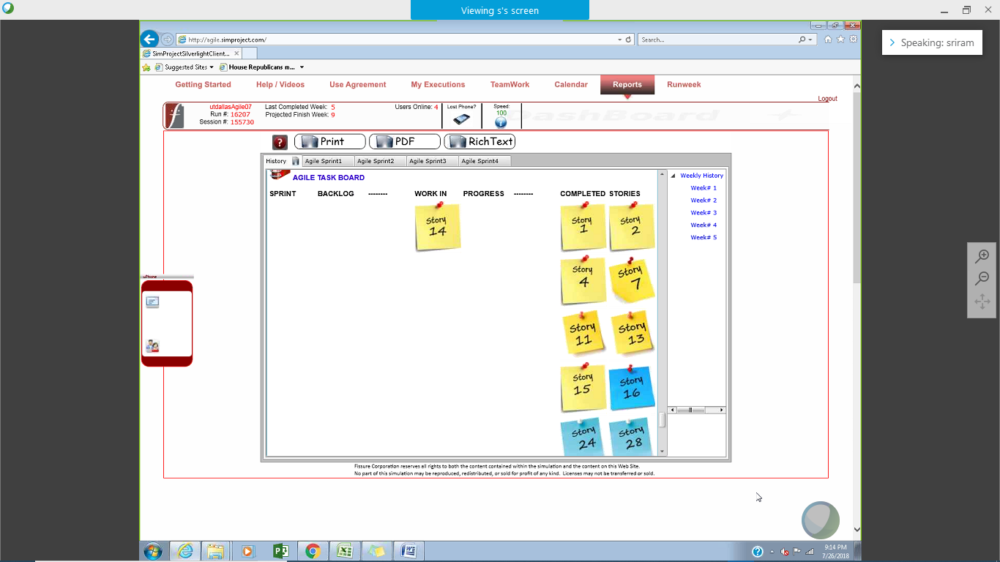 Viewing s's screen
Speaking: sriram
http://agile.simproject.com/
Search...
SimProjectSilverlightClient...
Suggested Sites
House Republicans m...
Getting Started
Help / Videos
Use Agreement
My Executions
TeamWork
Calendar
Reports
Runweek
Logout
utdallasAgile07
Run #: 16207
Session #: 155730
Last Completed Week: 5
Projected Finish Week: 9
Users Online: 4
Lost Phone?
Speed:
100
DashBoard
Print
PDF
RichText
History
Agile Sprint1
Agile Sprint2
Agile Sprint3
Agile Sprint4
AGILE TASK BOARD
SPRINT BACKLOG -------- WORK IN PROGRESS -------- COMPLETED STORIES
Story
14
Story
1
Story
2
Story
4
Story
7
Story
11
Story
13
Story
15
Story
16
Story
24
Story
28
Weekly History
Week# 1
Week# 2
Week# 3
Week# 4
Week# 5
uPhone
Fissure Corporation reserves all rights to both the content contained within the simulation and the content on this Web Site.
No part of this simulation may be reproduced, redistributed, or sold for profit of any kind. Licenses may not be transferred or sold.
9:14 PM
7/26/2018